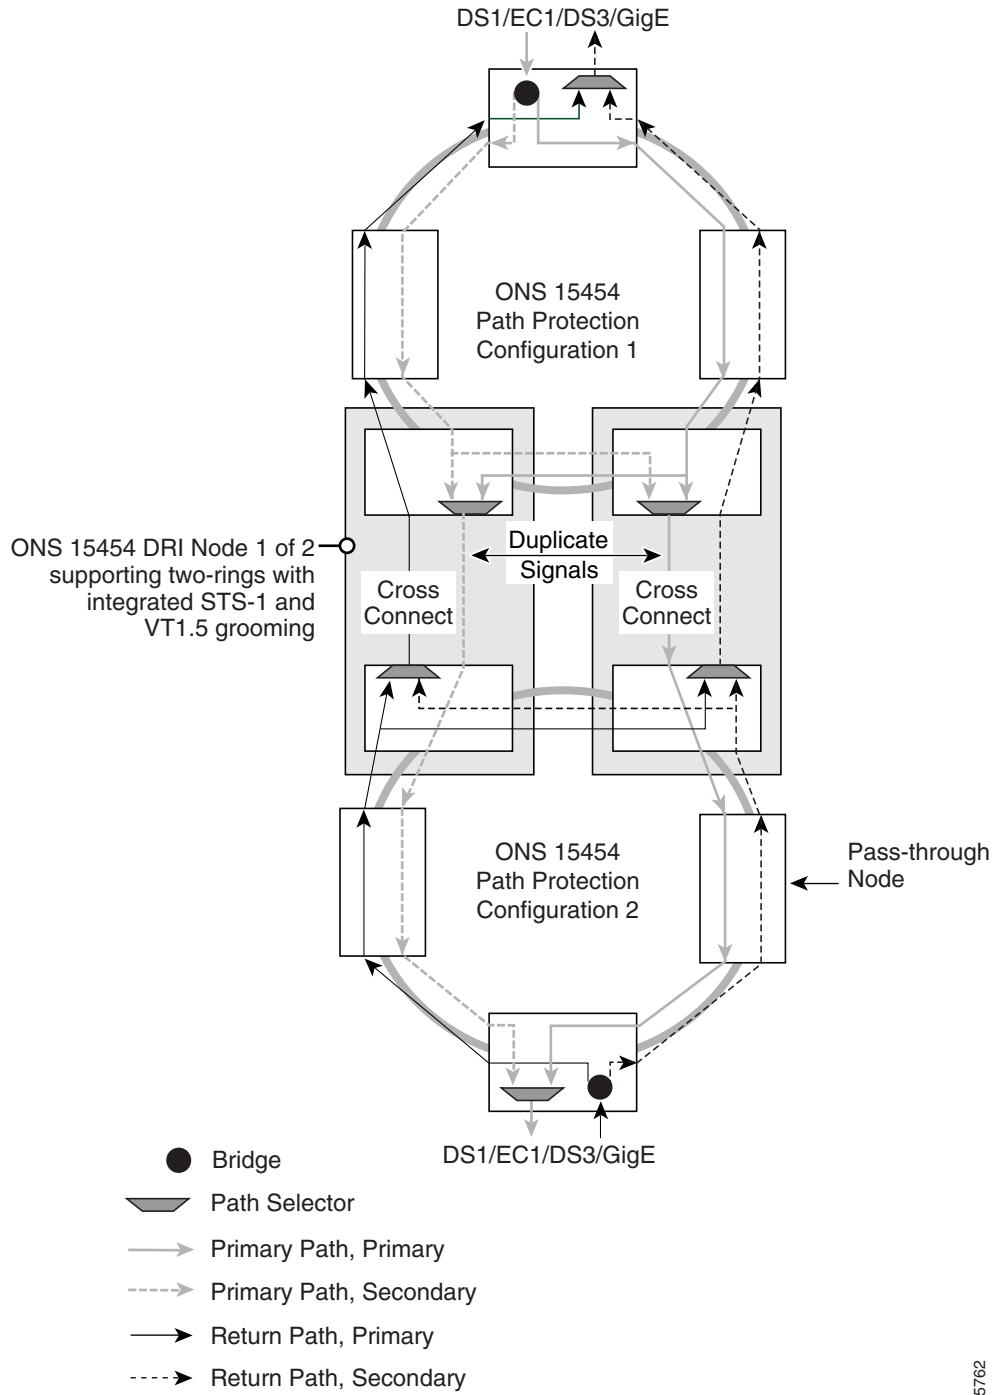 DS1/EC1/DS3/GigE
ONS 15454
Path Protection
Configuration 1
ONS 15454 DRI Node 1 of 2
supporting two-rings with
integrated STS-1 and
VT1.5 grooming
Duplicate
Signals
Cross
Connect
Cross
Connect
ONS 15454
Path Protection
Configuration 2
Pass-through
Node
DS1/EC1/DS3/GigE
Bridge
Path Selector
Primary Path, Primary
Primary Path, Secondary
Return Path, Primary
Return Path, Secondary
5762